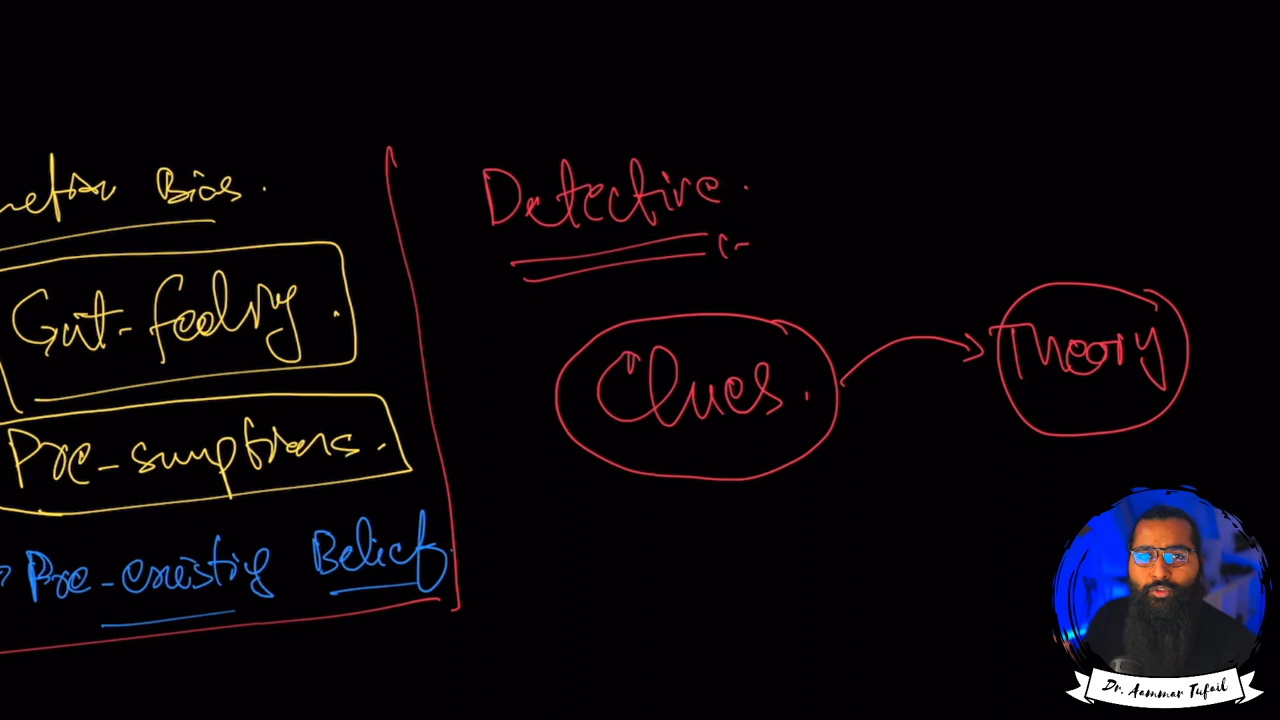 Bias.
Gut-feeling.
Pre-sumptions.
Pre-existing Belief.
Detective.
Clues.
Theory
Dr. Aammar Tufail